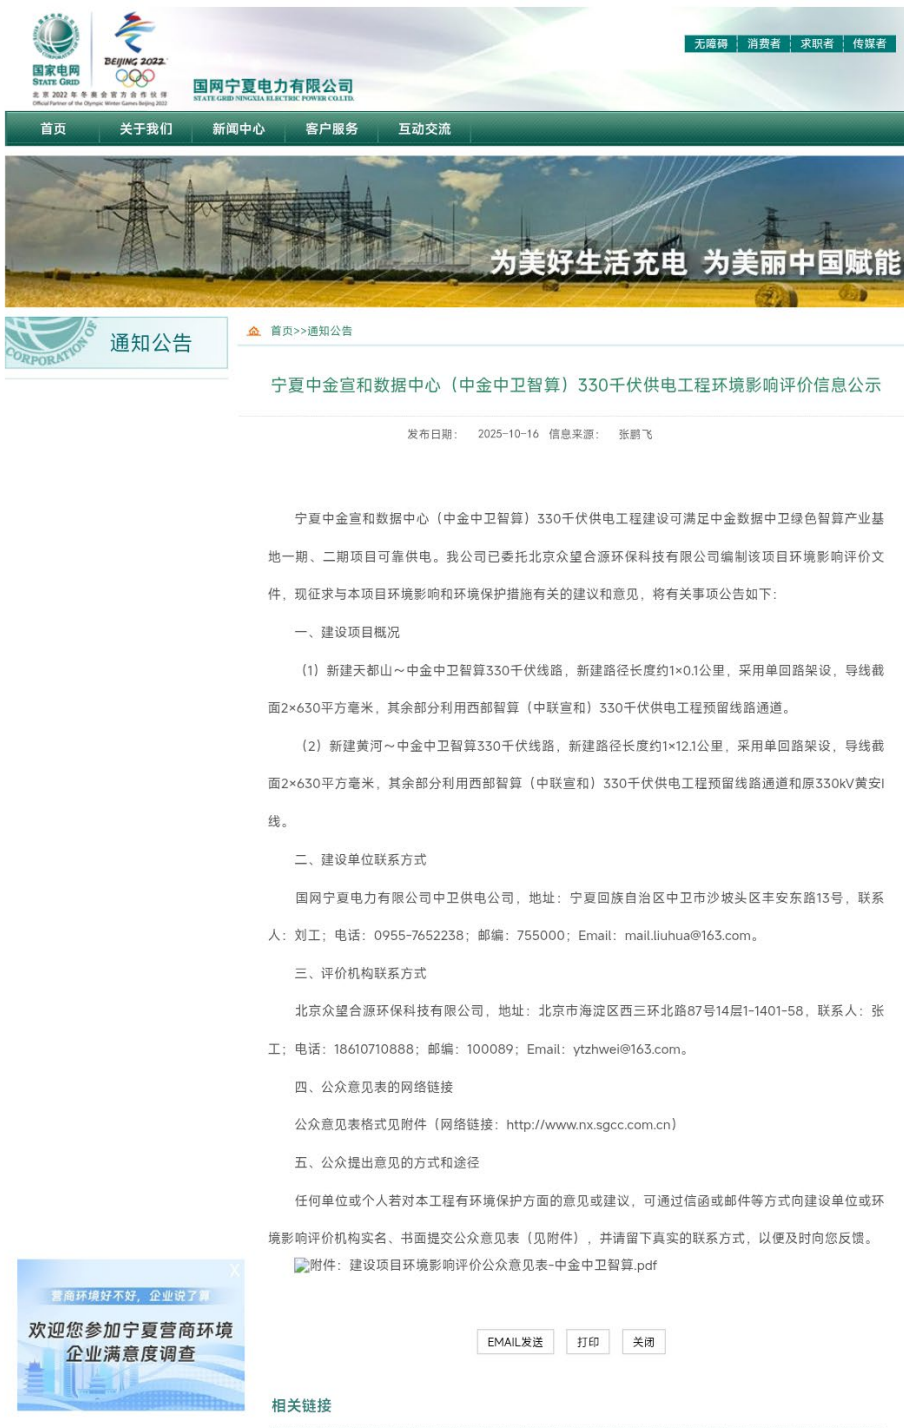 国家电网
STATE GRID
BEIJING 2022
北京2022年冬奥会官方合作伙伴
Official Partner of the Olympic Winter Games Beijing 2022
国网宁夏电力有限公司
STATE GRID NINGXIA ELECTRIC POWER CO.LTD.
无障碍 消费者 求职者 传媒者
首页 关于我们 新闻中心 客户服务 互动交流
为美好生活充电 为美丽中国赋能
CORPORATION OF
通知公告
首页>>通知公告
宁夏中金宣和数据中心（中金中卫智算）330千伏供电工程环境影响评价信息公示
发布日期： 2025-10-16 信息来源： 张鹏飞
宁夏中金宣和数据中心（中金中卫智算）330千伏供电工程建设可满足中金数据中卫绿色智算产业基
地一期、二期项目可靠供电。我公司已委托北京众望合源环保科技有限公司编制该项目环境影响评价文
件，现征求与本项目环境影响和环境保护措施有关的建议和意见，将有关事项公告如下：
一、建设项目概况
（1）新建天都山～中金中卫智算330千伏线路，新建路径长度约1×0.1公里，采用单回路架设，导线截
面2×630平方毫米，其余部分利用西部智算（中联宣和）330千伏供电工程预留线路通道。
（2）新建黄河～中金中卫智算330千伏线路，新建路径长度约1×12.1公里，采用单回路架设，导线截
面2×630平方毫米，其余部分利用西部智算（中联宣和）330千伏供电工程预留线路通道和原330kV黄安I
线。
二、建设单位联系方式
国网宁夏电力有限公司中卫供电公司，地址：宁夏回族自治区中卫市沙坡头区丰安东路13号，联系
人：刘工；电话：0955-7652238；邮编：755000；Email：mail.liuhua@163.com。
三、评价机构联系方式
北京众望合源环保科技有限公司，地址：北京市海淀区西三环北路87号14层1-1401-58，联系人：张
工；电话：18610710888；邮编：100089；Email：ytzhwei@163.com。
四、公众意见表的网络链接
公众意见表格式见附件（网络链接：http://www.nx.sgcc.com.cn）
五、公众提出意见的方式和途径
任何单位或个人若对本工程有环境保护方面的意见或建议，可通过信函或邮件等方式向建设单位或环
境影响评价机构实名、书面提交公众意见表（见附件），并请留下真实的联系方式，以便及时向您反馈。
附件：建设项目环境影响评价公众意见表-中金中卫智算.pdf
X
营商环境好不好，企业说了算
欢迎您参加宁夏营商环境
企业满意度调查
EMAIL发送 打印 关闭
相关链接